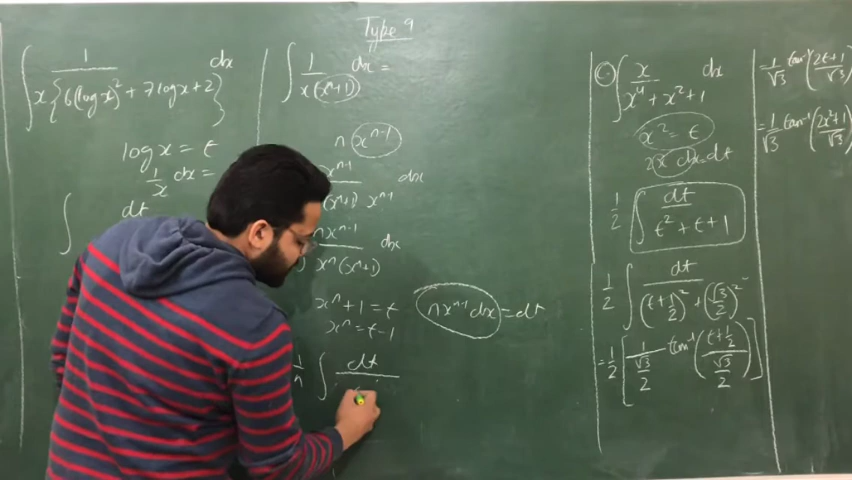 Type 9
∫ 1 / x{6(log x)² + 7 log x + 2} dx
log x = t
1/x dx =
∫ dt
∫ 1 / x(xⁿ+1) dx =
n xⁿ⁻¹
xⁿ⁻¹ / (xⁿ+1) xⁿ⁻¹ dx
nxⁿ⁻¹ / xⁿ(xⁿ+1) dx
xⁿ + 1 = t
nxⁿ⁻¹ dx = dt
xⁿ = t-1
1/n ∫ dt
∫ x / x⁴ + x² + 1 dx
x² = t
dx = dt
1/2 ∫ dt / t² + t + 1
1/2 ∫ dt / (t+1/2)² + (√3/2)²
= 1/2 [ 1 / √3/2 tan⁻¹ ( t+1/2 / √3/2 ) ]
= 1/√3 tan⁻¹ ( 2t+1 / √3 )
= 1/√3 tan⁻¹ ( 2x²+1 / √3 )